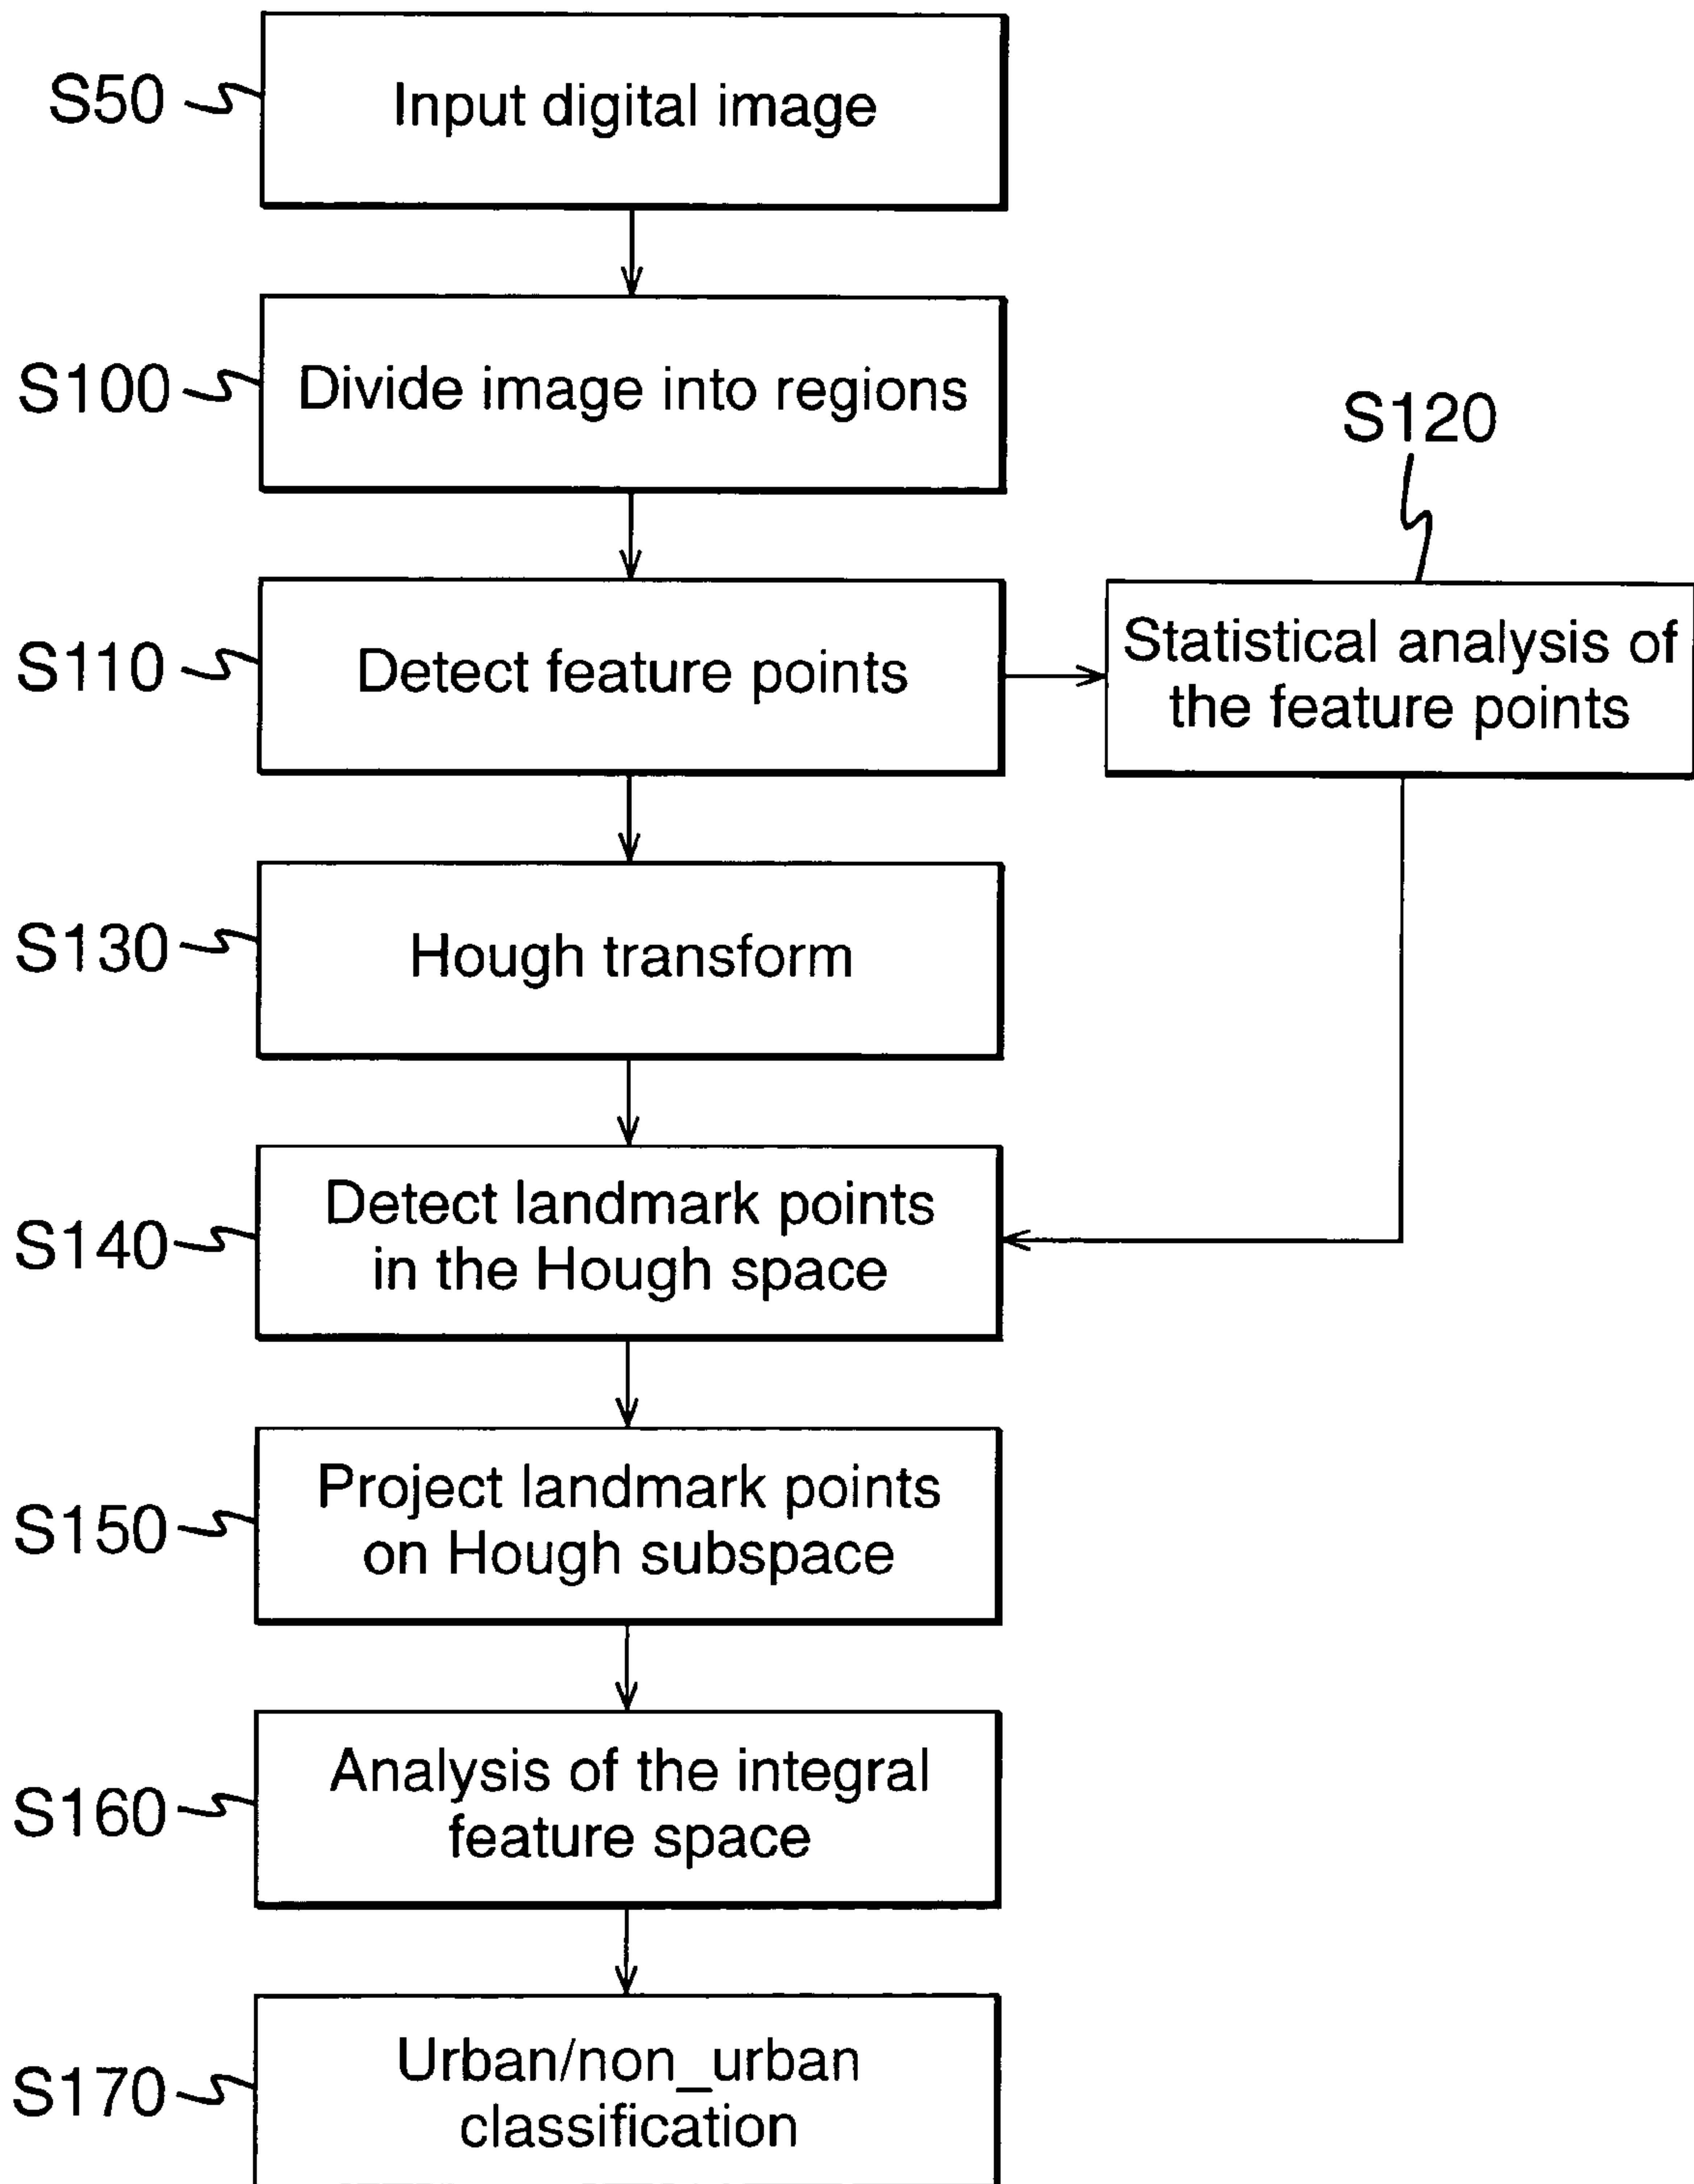 S50
Input digital image
S100
Divide image into regions
S120
S110
Detect feature points
Statistical analysis of
the feature points
S130
Hough transform
S140
Detect landmark points
in the Hough space
S150
Project landmark points
on Hough subspace
S160
Analysis of the integral
feature space
S170
Urban/non_urban
classification